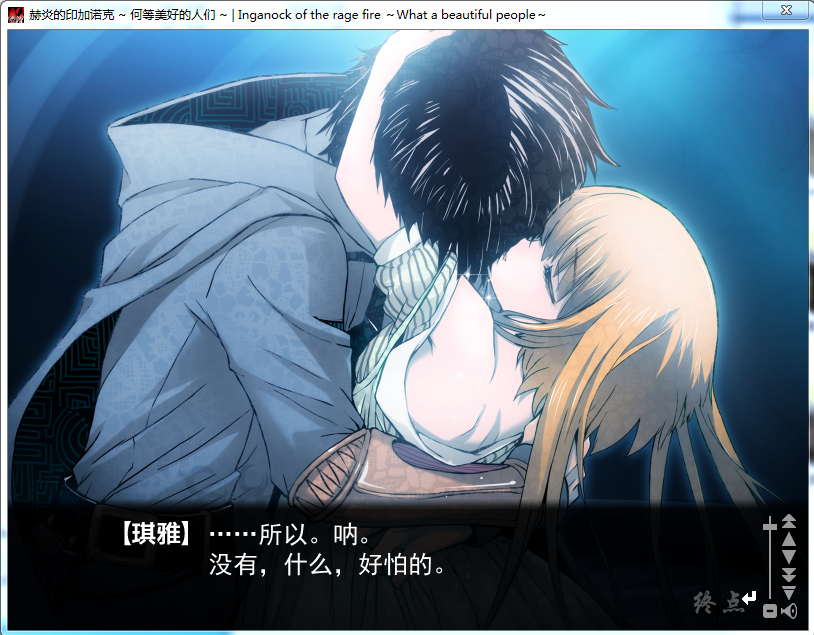 赫炎的印加诺克 ~ 何等美好的人们 ~ | Inganock of the rage fire ~What a beautiful people~
【琪雅】……所以。呐。
没有，什么，好怕的。
终点